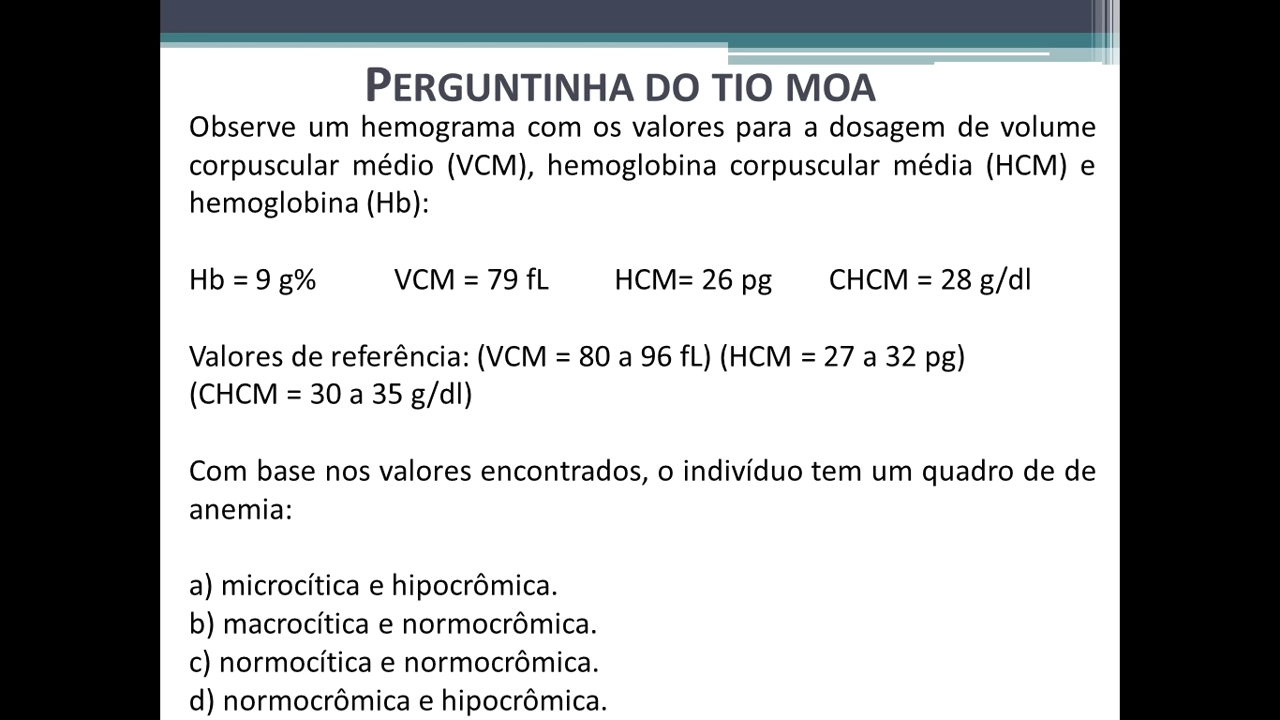 PERGUNTINHA DO TIO MOA
Observe um hemograma com os valores para a dosagem de volume
corpuscular médio (VCM), hemoglobina corpuscular média (HCM) e
hemoglobina (Hb):
Hb = 9 g% VCM = 79 fL HCM= 26 pg CHCM = 28 g/dl
Valores de referência: (VCM = 80 a 96 fL) (HCM = 27 a 32 pg)
(CHCM = 30 a 35 g/dl)
Com base nos valores encontrados, o indivíduo tem um quadro de de
anemia:
a) microcítica e hipocrômica.
b) macrocítica e normocrômica.
c) normocítica e normocrômica.
d) normocrômica e hipocrômica.